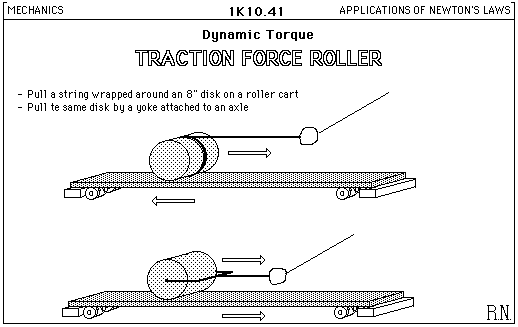 MECHANICS
1K10.41
APPLICATIONS OF NEWTON'S LAWS
Dynamic Torque
TRACTION FORCE ROLLER
- Pull a string wrapped around an 8" disk on a roller cart
- Pull te same disk by a yoke attached to an axle
R.N.